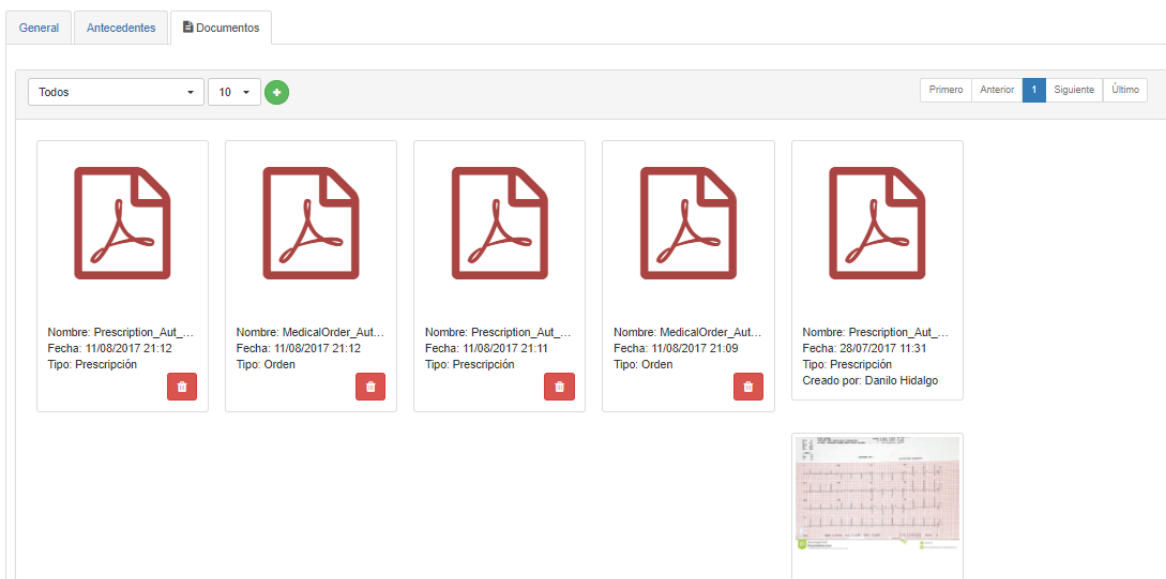 General Antecedentes Documentos
Todos 10 Primero Anterior 1 Siguiente Último
Nombre: Prescription_Aut_...
Fecha: 11/08/2017 21:12
Tipo: Prescripción
Nombre: MedicalOrder_Aut...
Fecha: 11/08/2017 21:12
Tipo: Orden
Nombre: Prescription_Aut_...
Fecha: 11/08/2017 21:11
Tipo: Prescripción
Nombre: MedicalOrder_Aut...
Fecha: 11/08/2017 21:09
Tipo: Orden
Nombre: Prescription_Aut_...
Fecha: 28/07/2017 11:31
Tipo: Prescripción
Creado por: Danilo Hidalgo